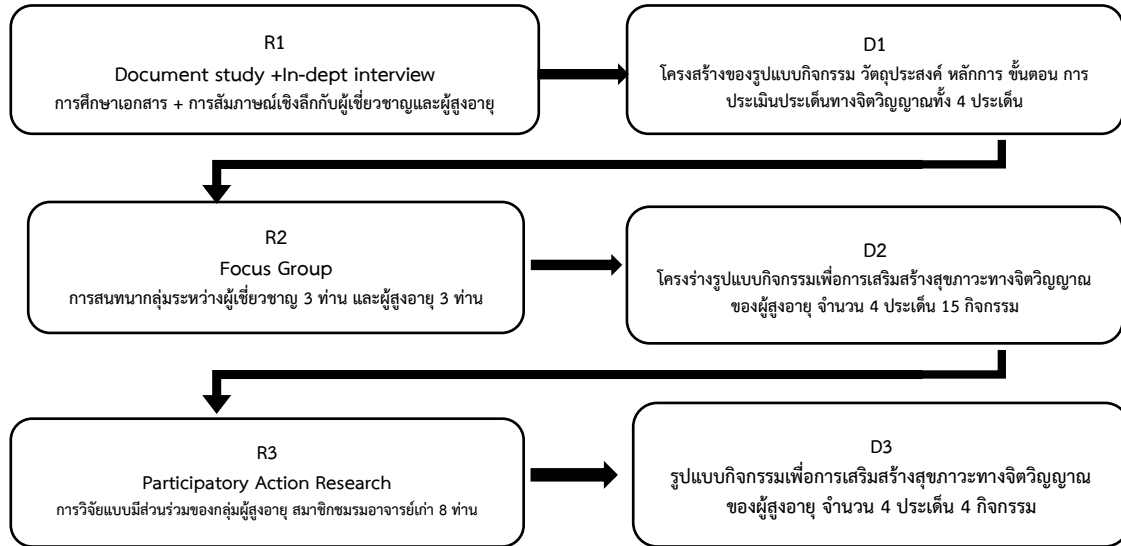 R1
Document study +In-dept interview
การศึกษาเอกสาร + การสัมภาษณ์เชิงลึกกับผู้เชี่ยวชาญและผู้สูงอายุ
D1
โครงสร้างของรูปแบบกิจกรรม วัตถุประสงค์ หลักการ ขั้นตอน การ
ประเมินประเด็นทางจิตวิญญาณทั้ง 4 ประเด็น
R2
Focus Group
การสนทนากลุ่มระหว่างผู้เชี่ยวชาญ 3 ท่าน และผู้สูงอายุ 3 ท่าน
D2
โครงร่างรูปแบบกิจกรรมเพื่อการเสริมสร้างสุขภาวะทางจิตวิญญาณ
ของผู้สูงอายุ จำนวน 4 ประเด็น 15 กิจกรรม
R3
Participatory Action Research
การวิจัยแบบมีส่วนร่วมของกลุ่มผู้สูงอายุ สมาชิกชมรมอาจารย์เก่า 8 ท่าน
D3
รูปแบบกิจกรรมเพื่อการเสริมสร้างสุขภาวะทางจิตวิญญาณ
ของผู้สูงอายุ จำนวน 4 ประเด็น 4 กิจกรรม